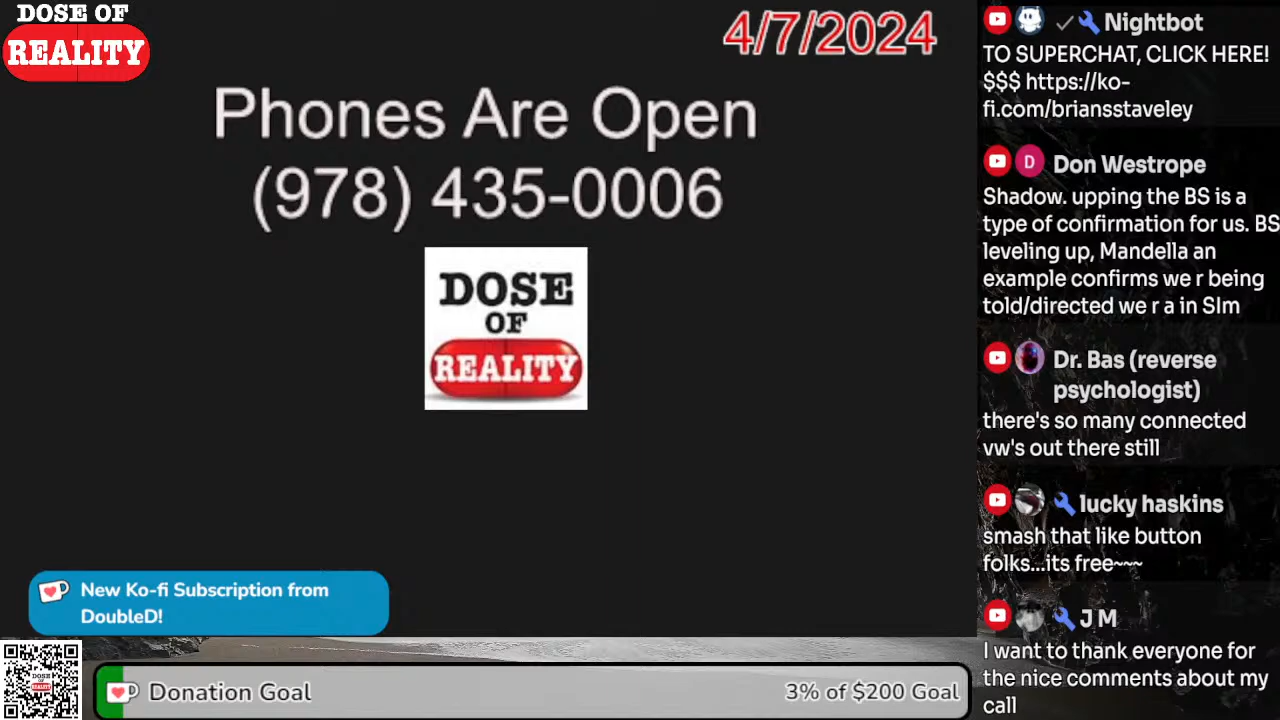 DOSE OF
REALITY
4/7/2024
Phones Are Open
(978) 435-0006
DOSE
OF
REALITY
New Ko-fi Subscription from
DoubleD!
DOSE
OF
REALITY
Donation Goal
3% of $200 Goal
Nightbot
TO SUPERCHAT, CLICK HERE!
$$$ https://ko-
fi.com/briansstaveley
D
Don Westrope
Shadow. upping the BS is a
type of confirmation for us. BS
leveling up, Mandella an
example confirms we r being
told/directed we r a in SIm
Dr. Bas (reverse
psychologist)
there's so many connected
vw's out there still
lucky haskins
smash that like button
folks...its free~~~
J M
I want to thank everyone for
the nice comments about my
call